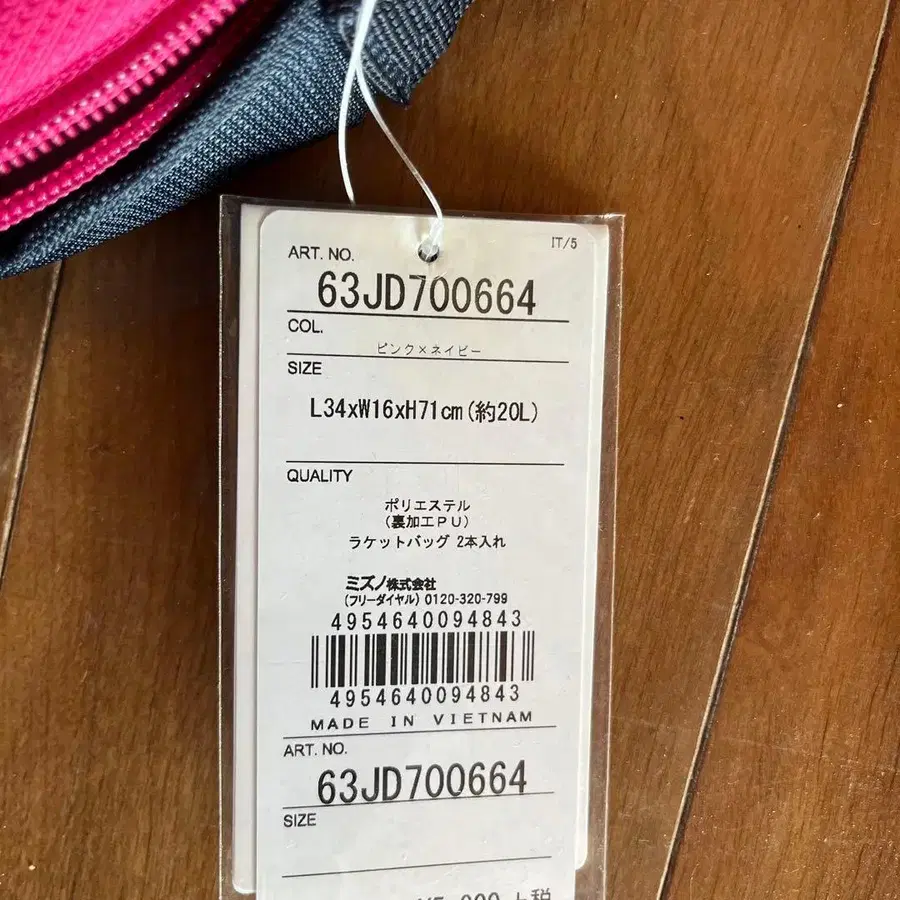 IT/5
ART. NO.
63JD700664
COL.
ピンク×ネイビー
SIZE
L34xW16xH71cm(約20L)
QUALITY
ポリエステル
(裏加工PU)
ラケットバッグ 2本入れ
ミズノ株式会社
(フリーダイヤル) 0120-320-799
4954640094843
4954640094843
MADE IN VIETNAM
ART. NO.
63JD700664
SIZE